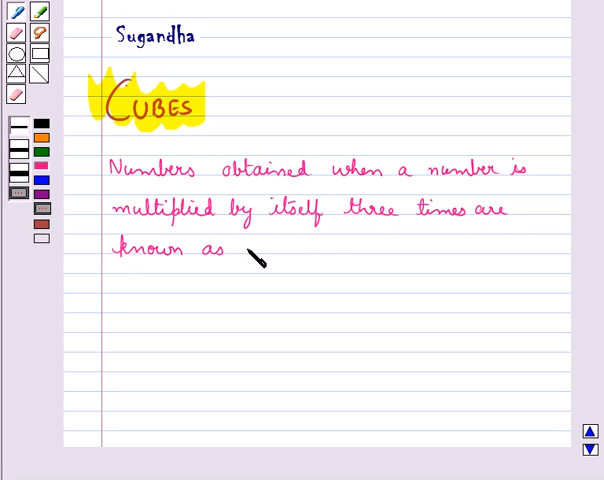 Sugandha
CUBES
Numbers obtained when a number is
multiplied by itself three times are
known as